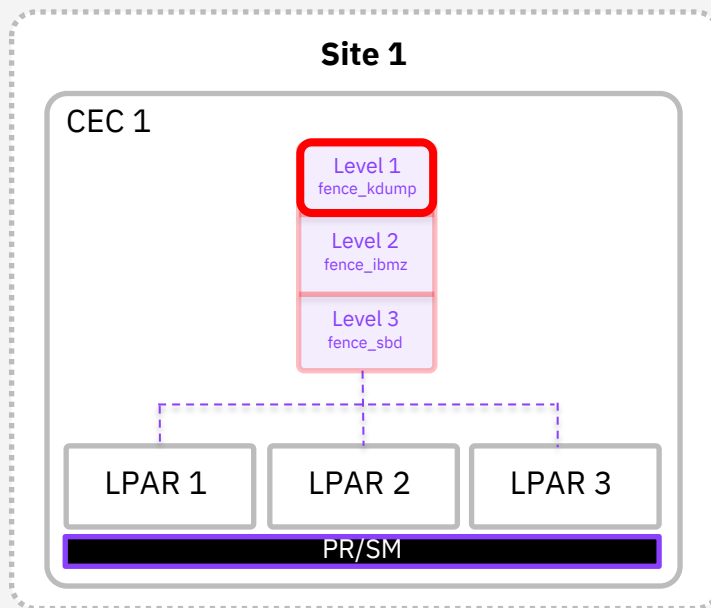 Site 1
CEC 1
Level 1
fence_kdump
Level 2
fence_ibmz
Level 3
fence_sbd
LPAR 1
LPAR 2
LPAR 3
PR/SM